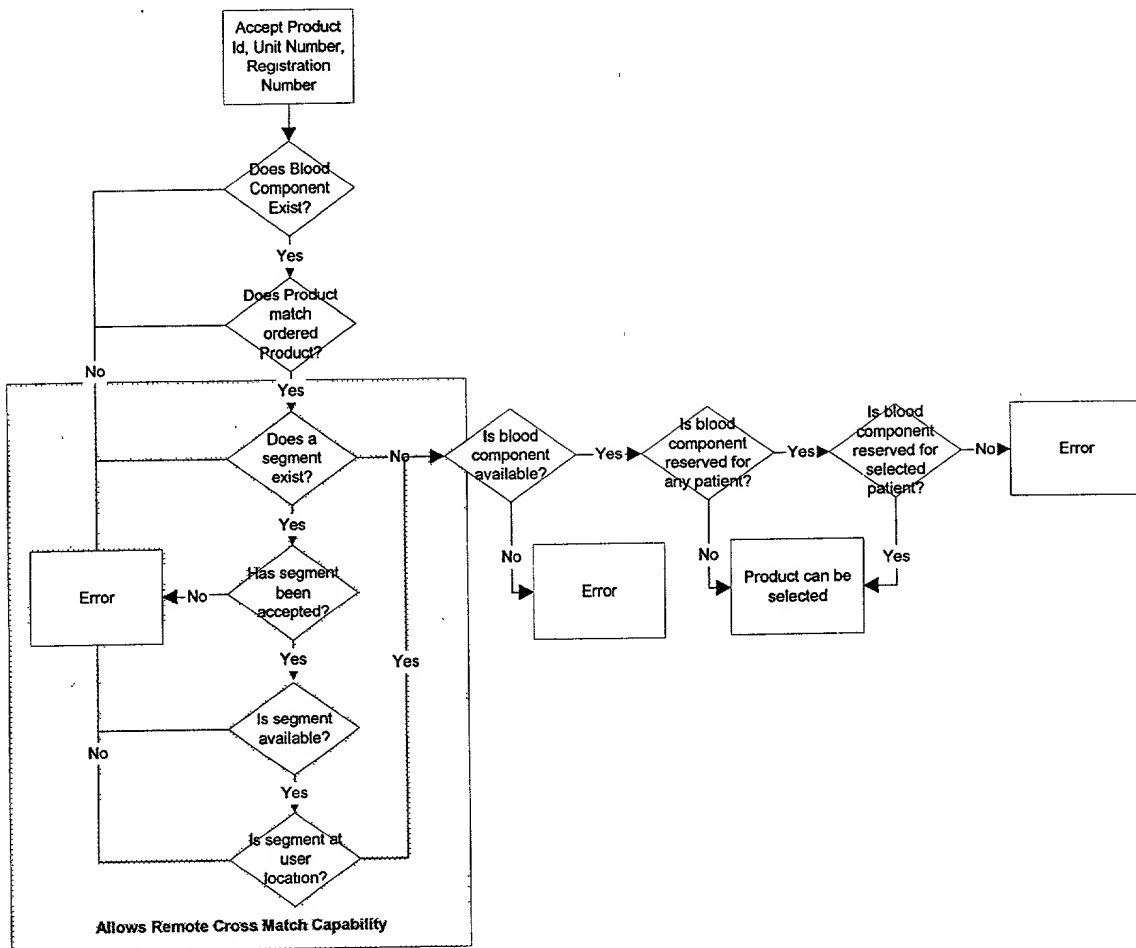 Accept Product
Id, Unit Number,
Registration
Number
Does Blood
Component
Exist?
Yes
Does Product
match
ordered
Product?
No
Yes
Does a
segment
exist?
No
Is blood
component
available?
Yes
Is blood
component
reserved for
any patient?
Yes
Is blood
component
reserved for
selected
patient?
No
Error
Yes
No
Error
No
Product can be
selected
Yes
Has segment
been
accepted?
No
Error
Yes
Yes
Is segment
available?
No
Yes
Is segment at
user
location?
Allows Remote Cross Match Capability